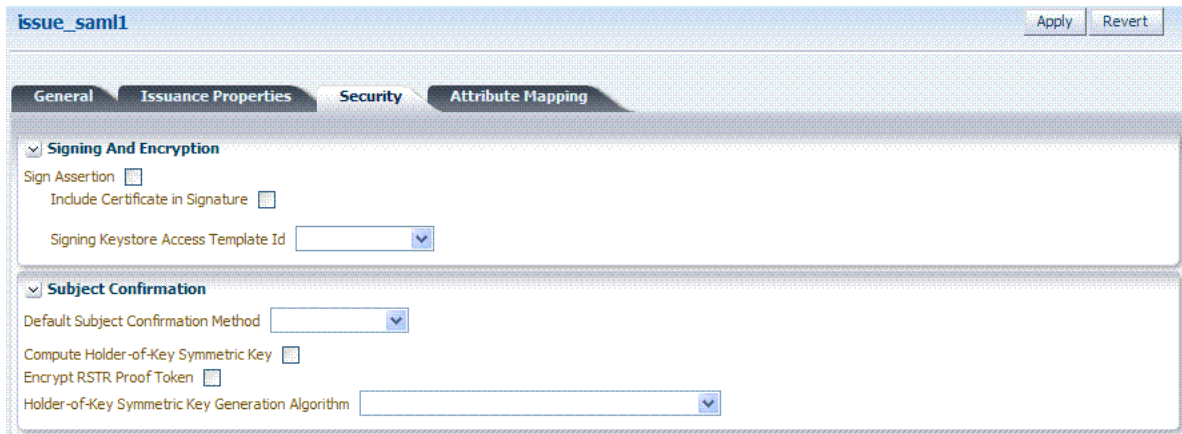 issue_saml1
Apply Revert
General Issuance Properties Security Attribute Mapping
Signing And Encryption
Sign Assertion
Include Certificate in Signature
Signing Keystore Access Template Id
Subject Confirmation
Default Subject Confirmation Method
Compute Holder-of-Key Symmetric Key
Encrypt RSTR Proof Token
Holder-of-Key Symmetric Key Generation Algorithm